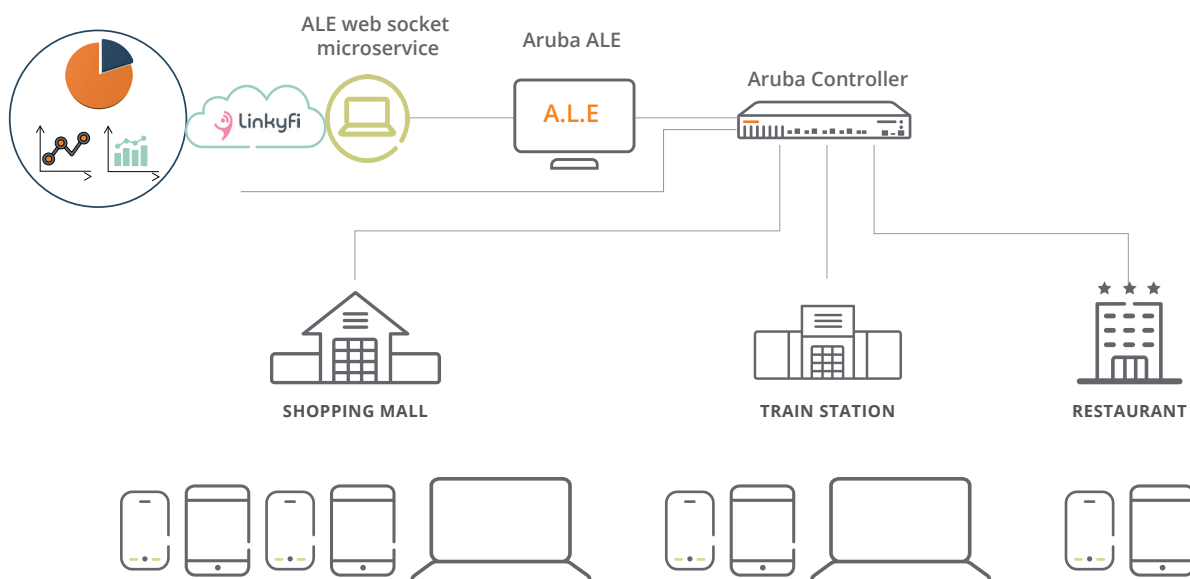 ALE web socket
microservice
Aruba ALE
Aruba Controller
Linkyfi
A.L.E
SHOPPING MALL
TRAIN STATION
RESTAURANT